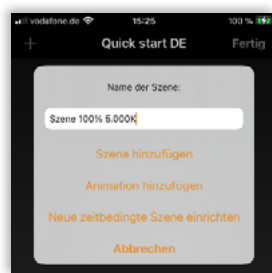 vodafone.de 15:25 100 %
Quick start DE Fertig
Name der Szene:
Szene 100% 5.000K
Szene hinzufügen
Animation hinzufügen
Neue zeitbedingte Szene einrichten
Abbrechen